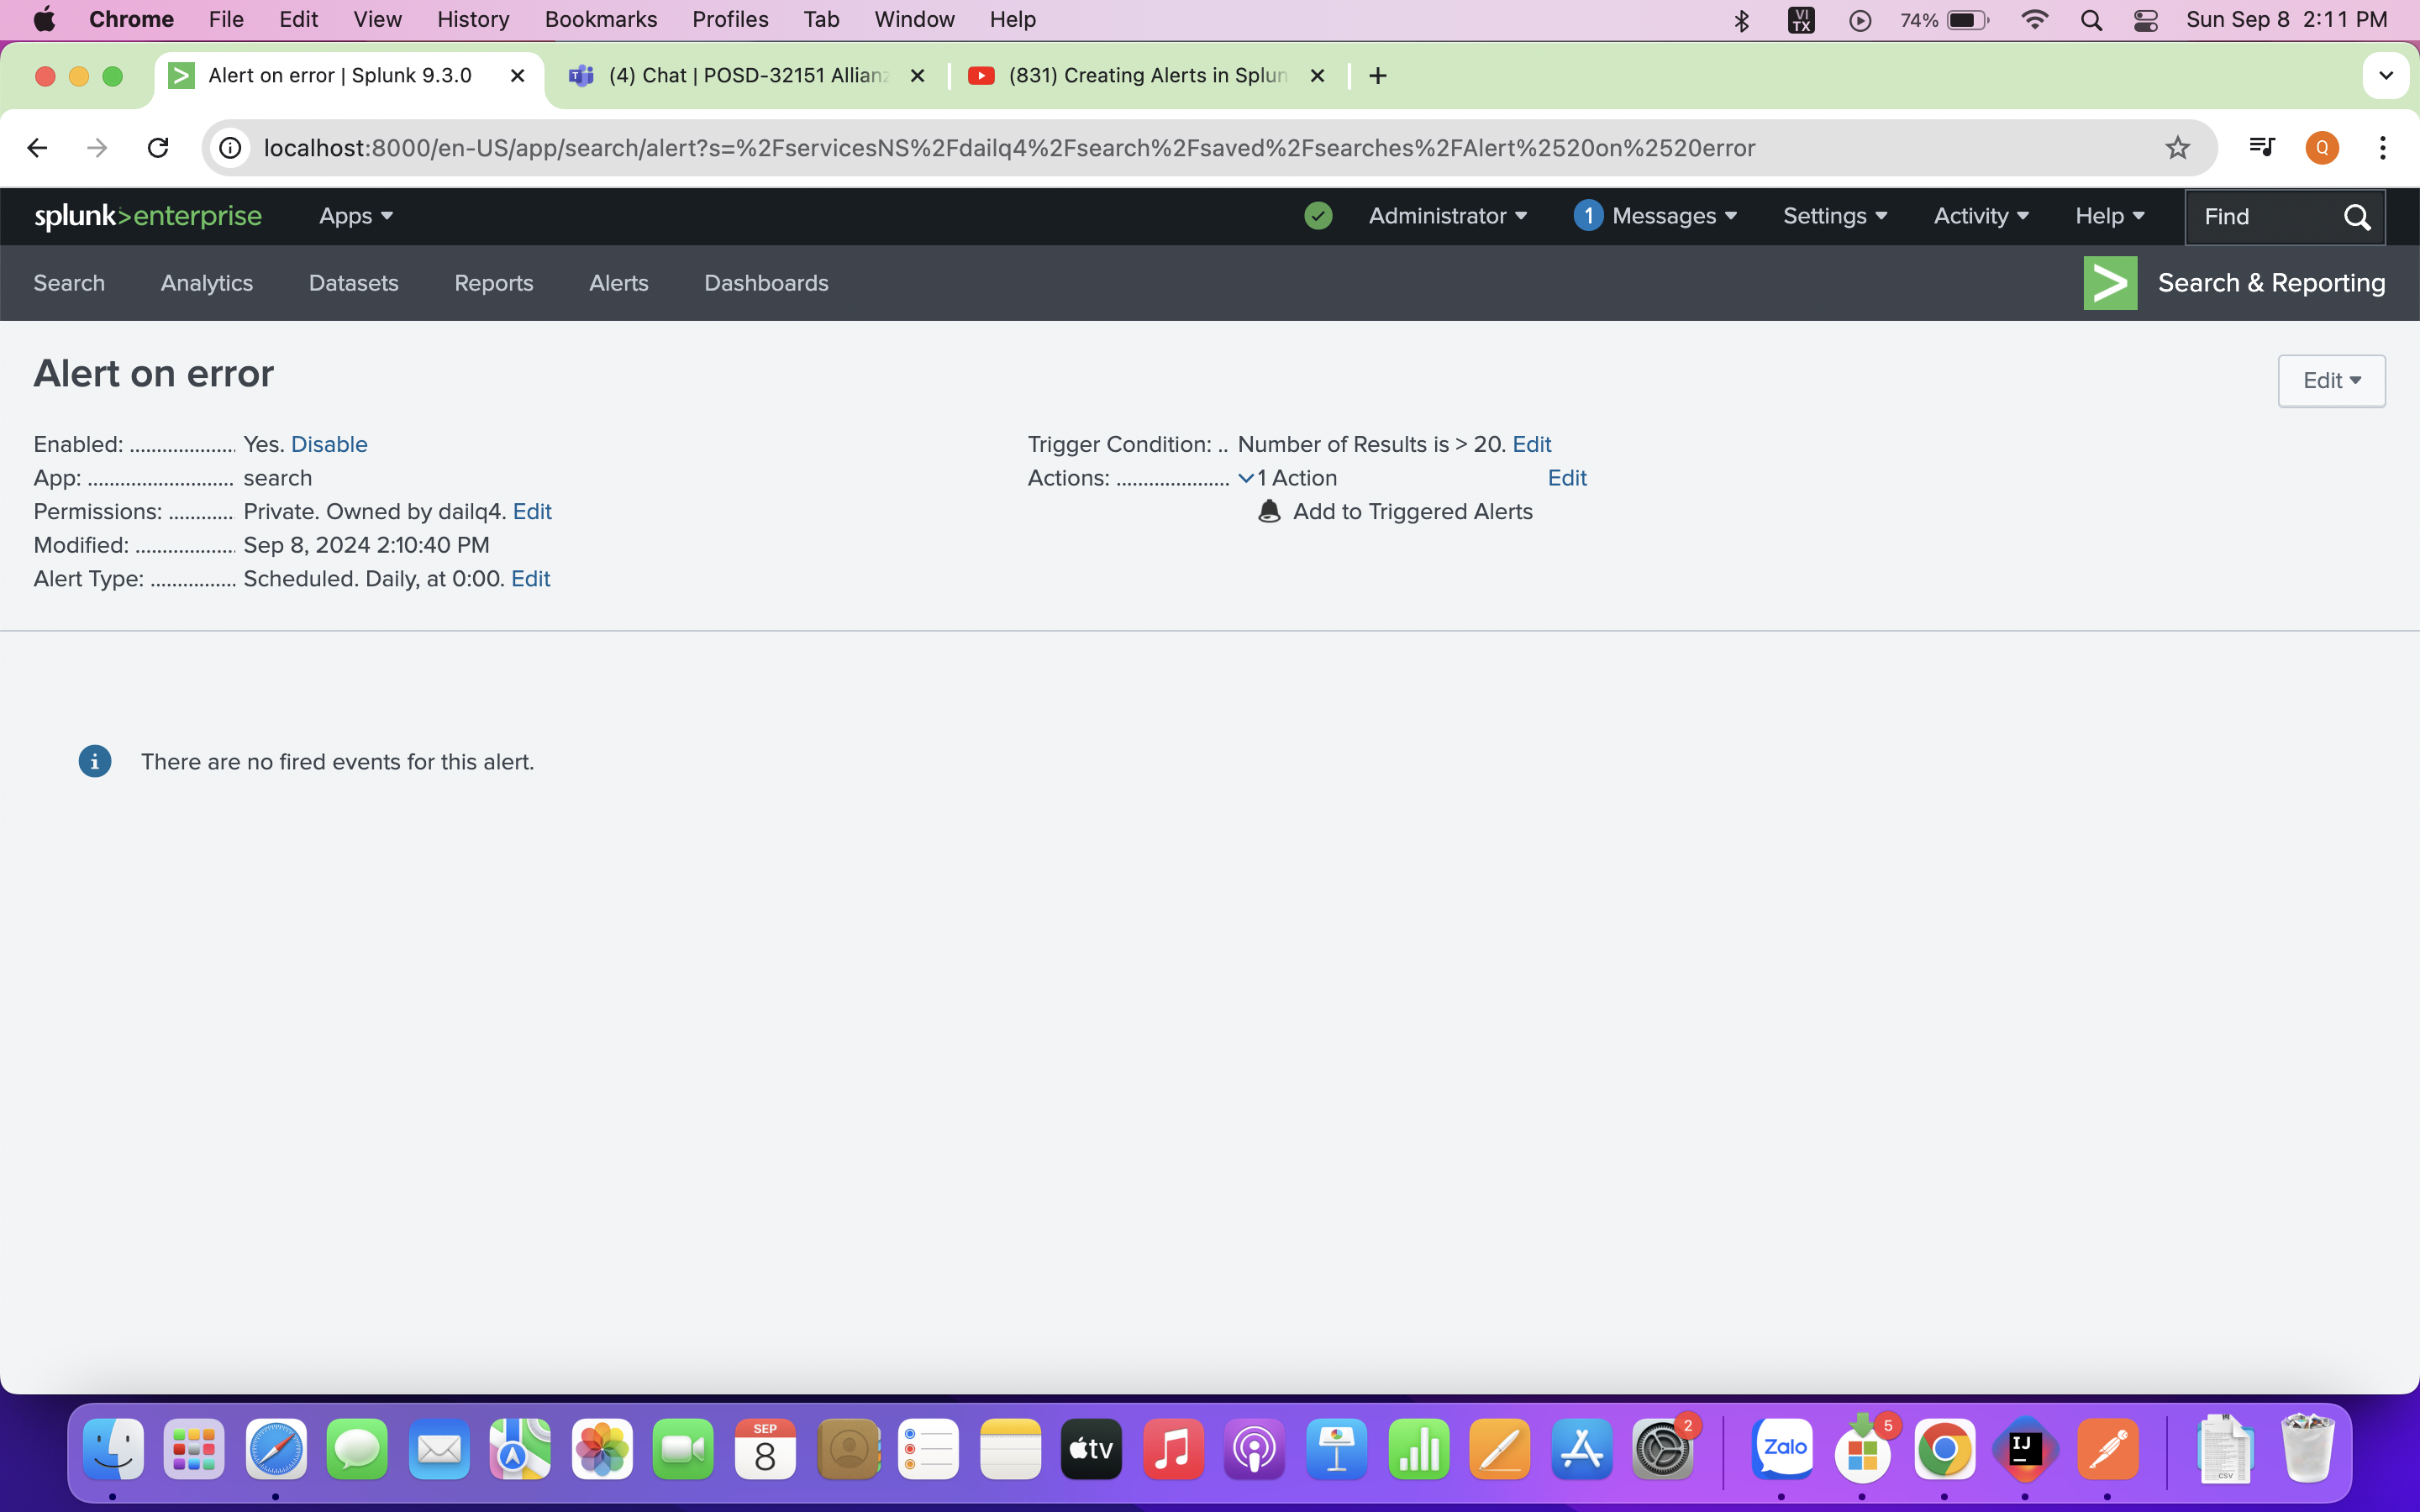 Chrome File Edit View History Bookmarks Profiles Tab Window Help VI TX 74% Sun Sep 8 2:11 PM
Alert on error | Splunk 9.3.0 (4) Chat | POSD-32151 Allian (831) Creating Alerts in Splun
localhost:8000/en-US/app/search/alert?s=%2FservicesNS%2Fdailq4%2Fsearch%2Fsaved%2Fsearches%2FAlert%2520on%2520error Q
splunk>enterprise Apps Administrator 1 Messages Settings Activity Help Find
Search Analytics Datasets Reports Alerts Dashboards > Search & Reporting
Alert on error
Edit
Enabled: ................... Yes. Disable
App: ........................... search
Permissions: ............ Private. Owned by dailq4. Edit
Modified: .................. Sep 8, 2024 2:10:40 PM
Alert Type: ................ Scheduled. Daily, at 0:00. Edit
Trigger Condition: .. Number of Results is > 20. Edit
Actions: ..................... 1 Action Edit
Add to Triggered Alerts
There are no fired events for this alert.
SEP
8
tv
2
Zalo
5
IJ
CSV